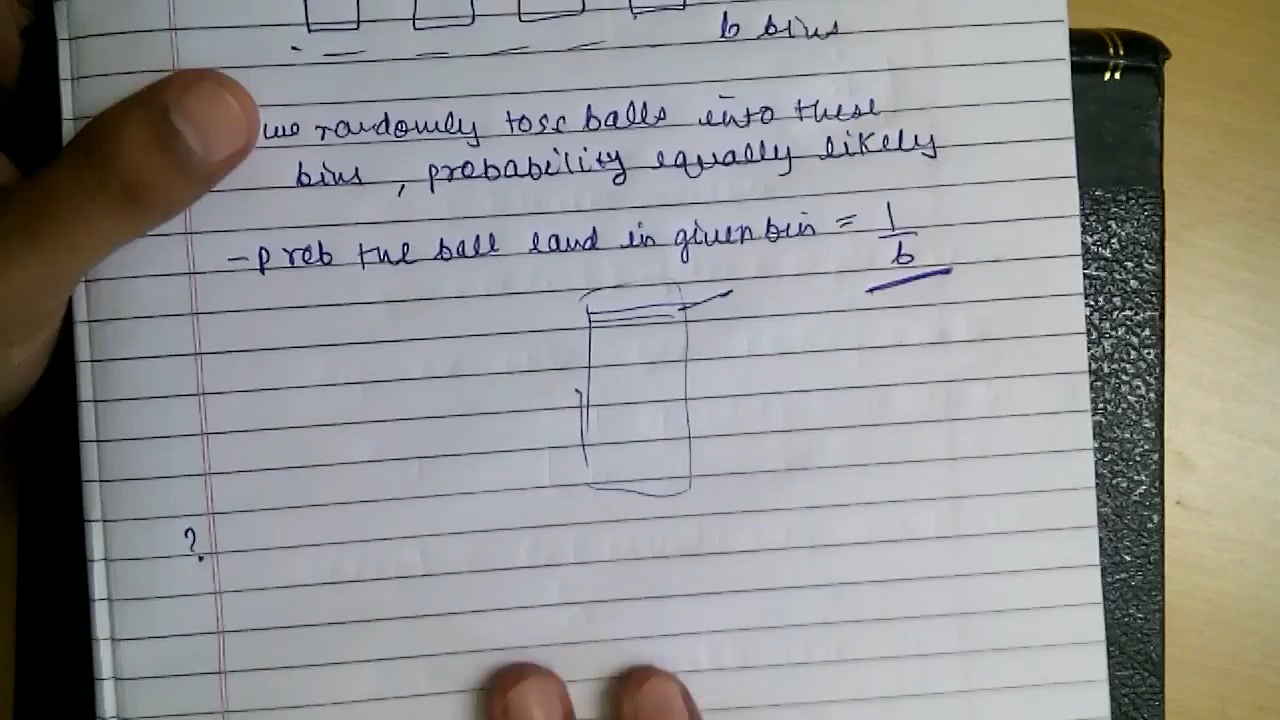 b bins
we randomly toss balls into these
bins, probability equally likely
- prob the ball land in given bin = 1/b
?